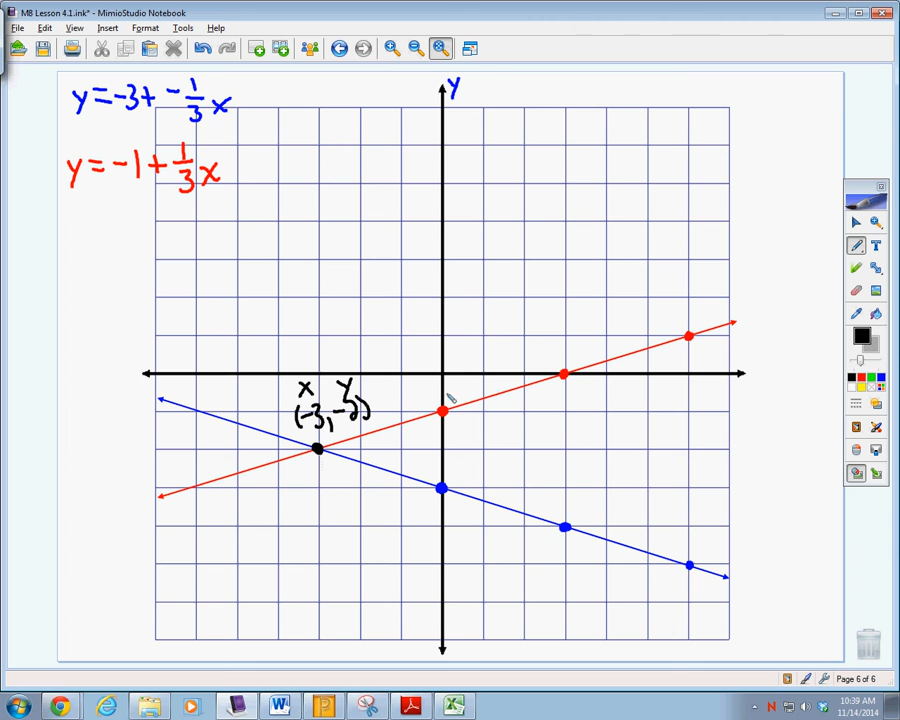 M8 Lesson 4.1.ink* - MimioStudio Notebook
File Edit View Insert Format Tools Help
y
y = -3 + -1/3 x
y = -1 + 1/3 x
x y
(-3, -2)
T
Page 6 of 6
W
P
N
10:39 AM
11/14/2014